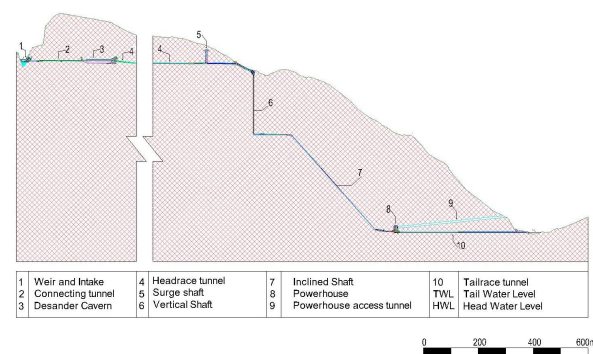 5
1 2 3 4 4
6
7
8 9
10
1 Weir and Intake 4 Headrace tunnel 7 Inclined Shaft 10 Tailrace tunnel
2 Connecting tunnel 5 Surge shaft 8 Powerhouse TWL Tail Water Level
3 Desander Cavern 6 Vertical Shaft 9 Powerhouse access tunnel HWL Head Water Level
0 200 400 600m